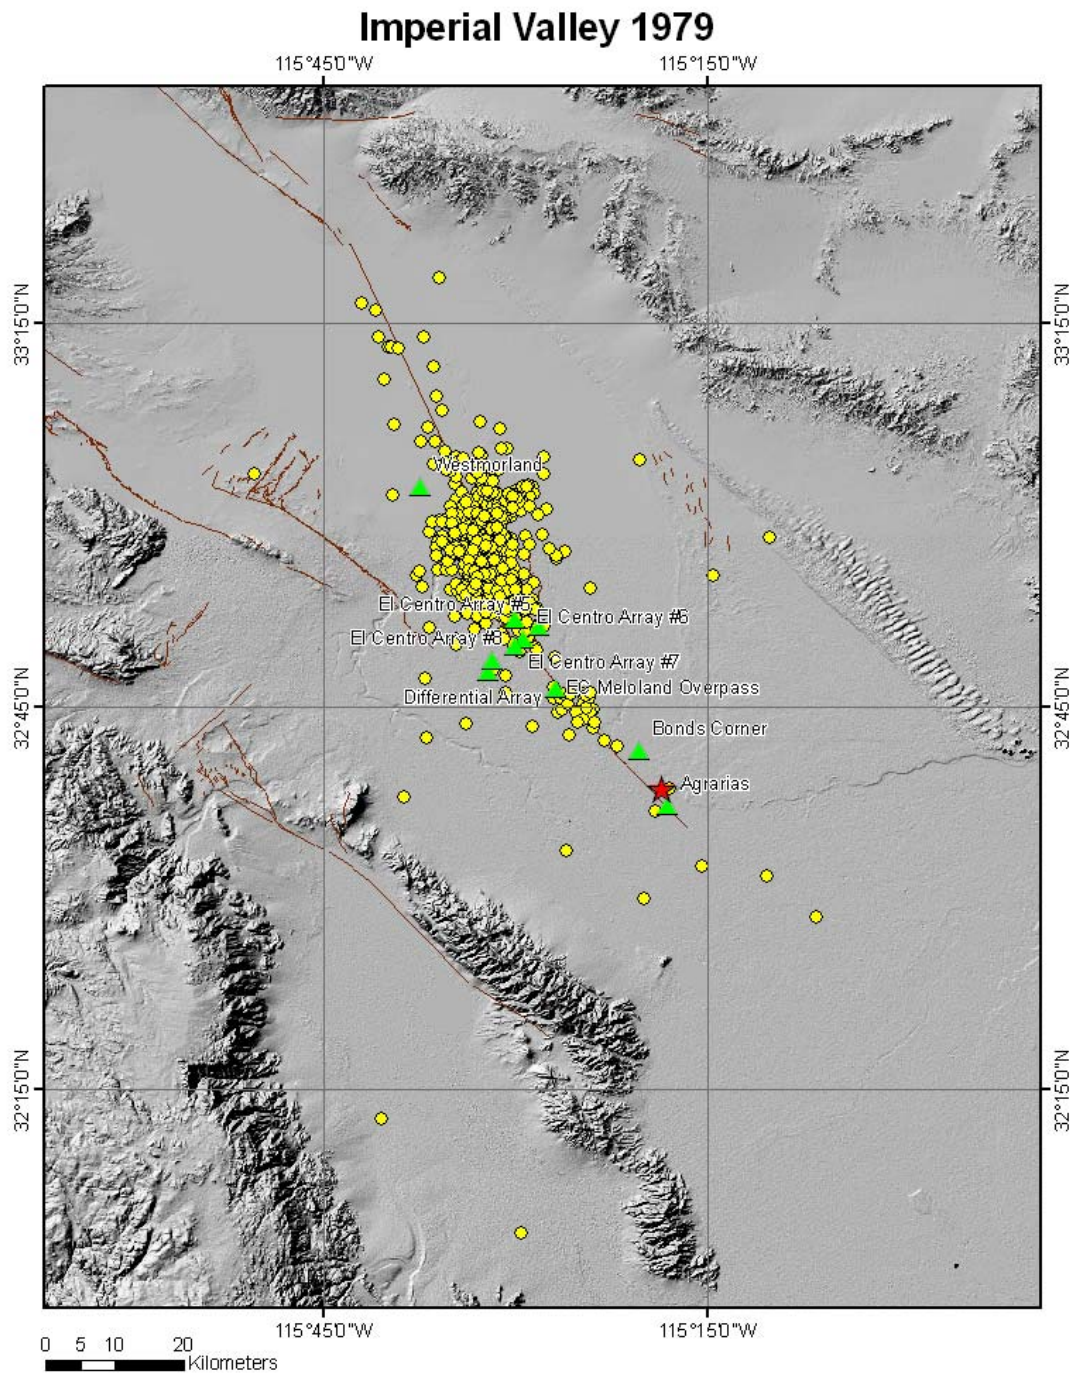 Imperial Valley 1979
115°45'0"W
115°15'0"W
33°15'0"N
33°15'0"N
Westmorland
El Centro Array #5
El Centro Array #6
El Centro Array #8
El Centro Array #7
EC Meloland Overpass
Differential Array
32°45'0"N
32°45'0"N
Bonds Corner
Agrarias
32°15'0"N
32°15'0"N
115°45'0"W
115°15'0"W
0 5 10 20
Kilometers